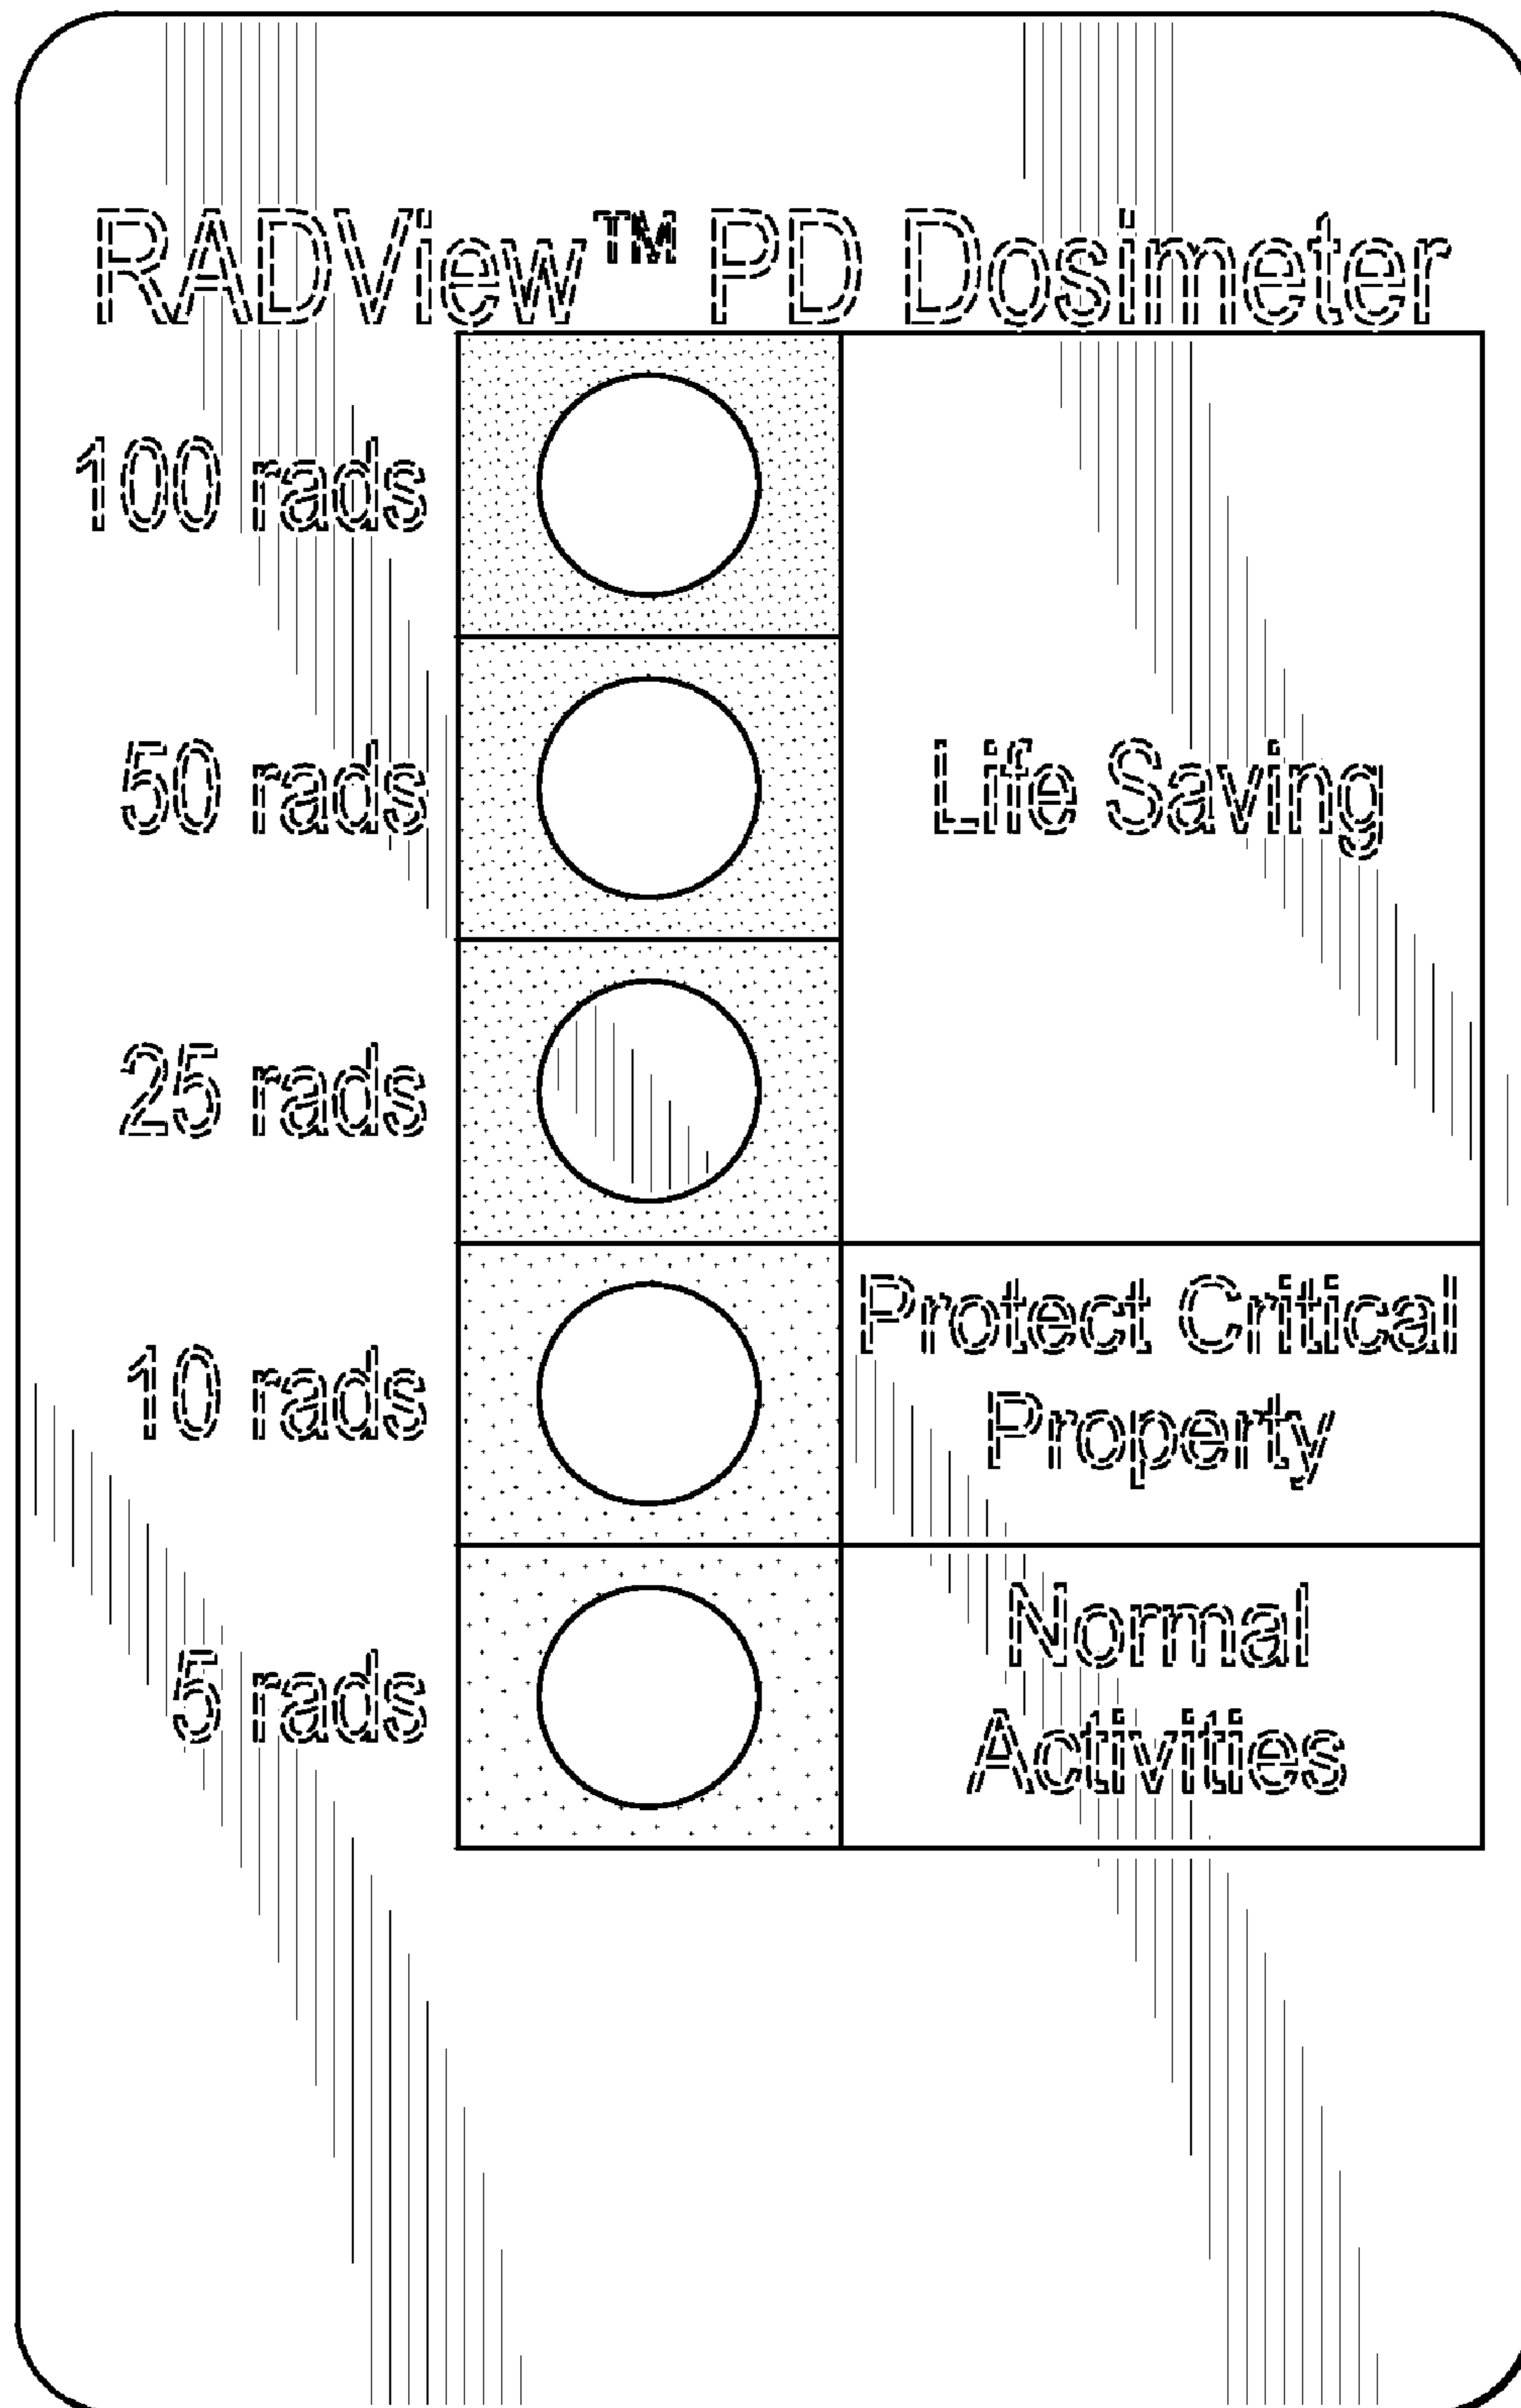 RADView™ PD Dosimeter
100 rads
50 rads
Life Saving
25 rads
10 rads
Protect Critical
Property
5 rads
Normal
Activities